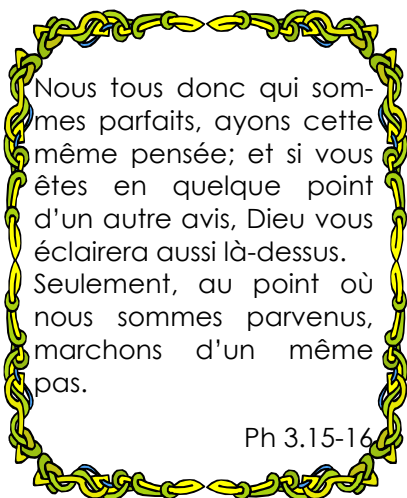 Nous tous donc qui som-
mes parfaits, ayons cette
même pensée; et si vous
êtes en quelque point
d’un autre avis, Dieu vous
éclairera aussi là-dessus.
Seulement, au point où
nous sommes parvenus,
marchons d’un même
pas.
Ph 3.15-16